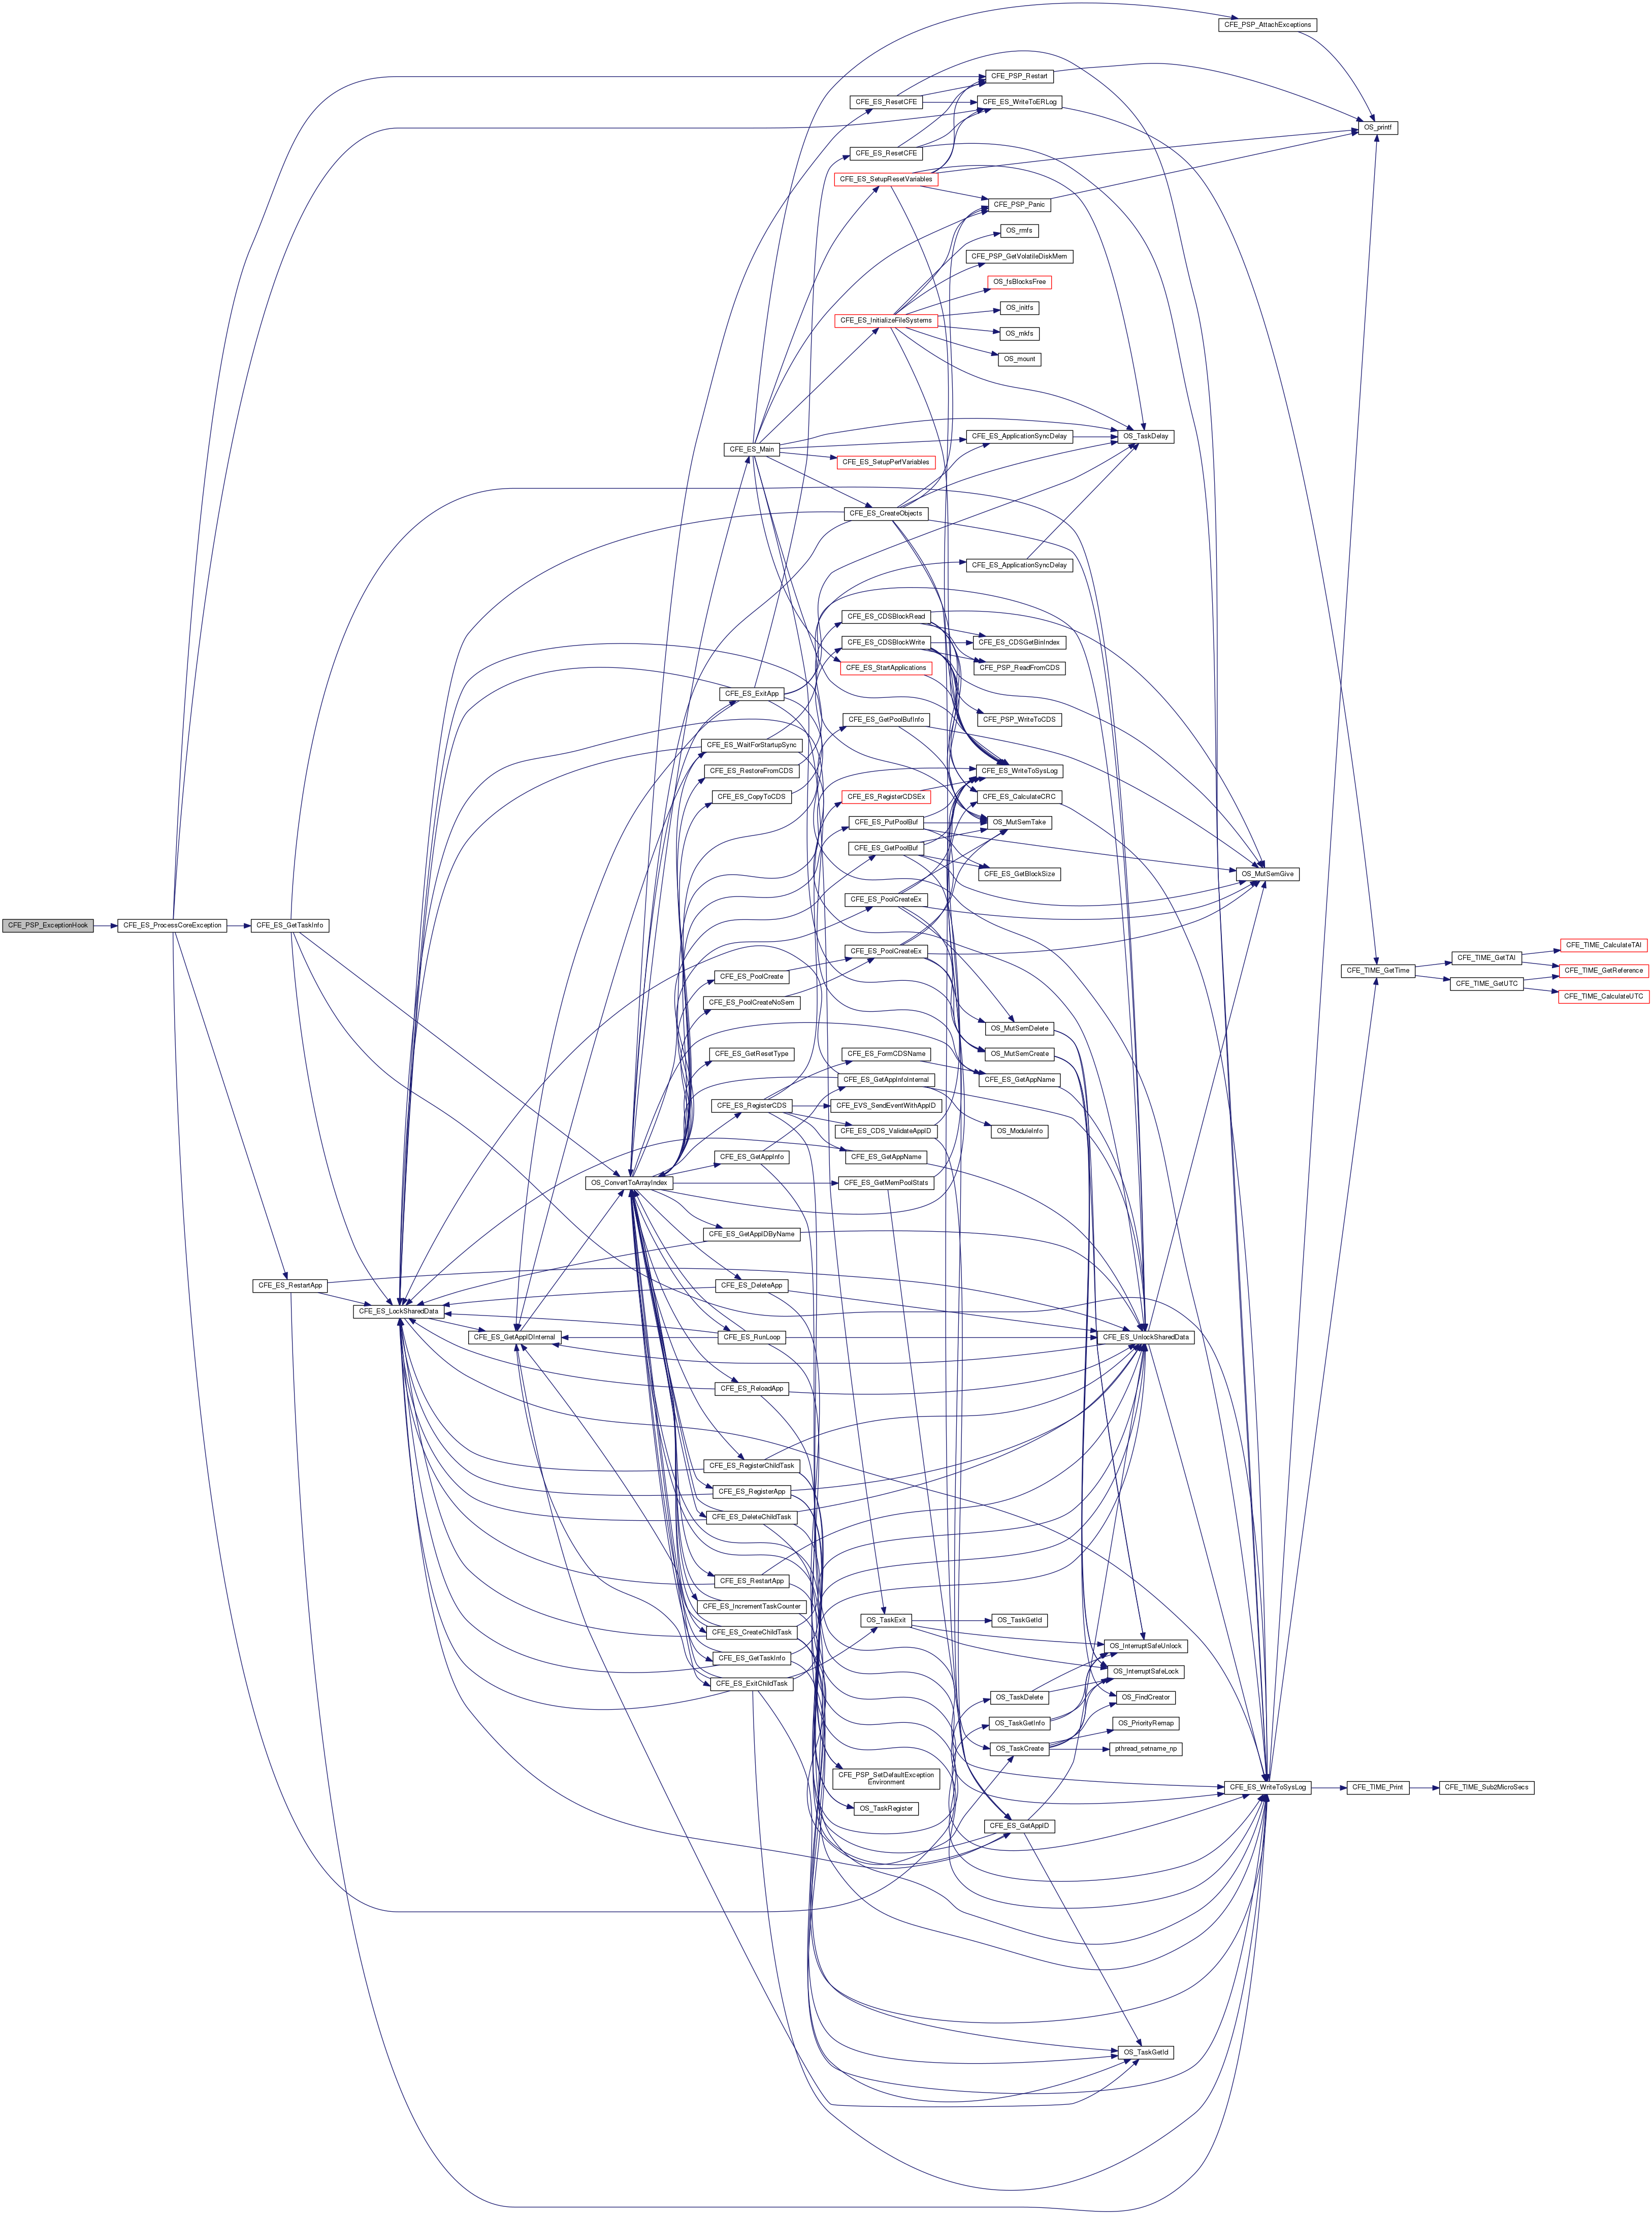 CFE_PSP_AttachExceptions
CFE_PSP_Restart
CFE_ES_ResetCFE
CFE_ES_WriteToERLog
OS_printf
CFE_ES_ResetCFE
CFE_ES_SetupResetVariables
CFE_PSP_Panic
OS_rmfs
CFE_PSP_GetVolatileDiskMem
OS_fsBlocksFree
OS_initfs
CFE_ES_InitializeFileSystems
OS_mkfs
OS_mount
CFE_ES_ApplicationSyncDelay
OS_TaskDelay
CFE_ES_Main
CFE_ES_SetupPerfVariables
CFE_ES_CreateObjects
CFE_ES_ApplicationSyncDelay
CFE_ES_CDSBlockRead
CFE_ES_CDSBlockWrite
CFE_ES_CDSGetBinIndex
CFE_ES_StartApplications
CFE_PSP_ReadFromCDS
CFE_ES_ExitApp
CFE_ES_GetPoolBufInfo
CFE_PSP_WriteToCDS
CFE_ES_WaitForStartupSync
CFE_ES_RestoreFromCDS
CFE_ES_WriteToSysLog
CFE_ES_CopyToCDS
CFE_ES_RegisterCDSEx
CFE_ES_CalculateCRC
CFE_ES_PutPoolBuf
OS_MutSemTake
CFE_ES_GetPoolBuf
CFE_ES_GetBlockSize
OS_MutSemGive
CFE_ES_PoolCreateEx
CFE_PSP_ExceptionHook
CFE_ES_ProcessCoreException
CFE_ES_GetTaskInfo
CFE_ES_PoolCreateEx
CFE_TIME_CalculateTAI
CFE_TIME_GetTAI
CFE_ES_PoolCreate
CFE_TIME_GetTime
CFE_TIME_GetReference
CFE_TIME_GetUTC
CFE_TIME_CalculateUTC
CFE_ES_PoolCreateNoSem
OS_MutSemDelete
CFE_ES_GetResetType
CFE_ES_FormCDSName
OS_MutSemCreate
CFE_ES_GetAppInfoInternal
CFE_ES_GetAppName
CFE_ES_RegisterCDS
CFE_EVS_SendEventWithAppID
CFE_ES_CDS_ValidateAppID
OS_ModuleInfo
CFE_ES_GetAppInfo
CFE_ES_GetAppName
OS_ConvertToArrayIndex
CFE_ES_GetMemPoolStats
CFE_ES_GetAppIDByName
CFE_ES_RestartApp
CFE_ES_DeleteApp
CFE_ES_LockSharedData
CFE_ES_GetAppIDInternal
CFE_ES_RunLoop
CFE_ES_UnlockSharedData
CFE_ES_ReloadApp
CFE_ES_RegisterChildTask
CFE_ES_RegisterApp
CFE_ES_DeleteChildTask
CFE_ES_RestartApp
CFE_ES_IncrementTaskCounter
OS_TaskExit
OS_TaskGetId
CFE_ES_CreateChildTask
OS_InterruptSafeUnlock
CFE_ES_GetTaskInfo
OS_InterruptSafeLock
CFE_ES_ExitChildTask
OS_TaskDelete
OS_FindCreator
OS_TaskGetInfo
OS_PriorityRemap
OS_TaskCreate
pthread_setname_np
CFE_PSP_SetDefaultException
Environment
CFE_ES_WriteToSysLog
CFE_TIME_Print
CFE_TIME_Sub2MicroSecs
OS_TaskRegister
CFE_ES_GetAppID
OS_TaskGetId